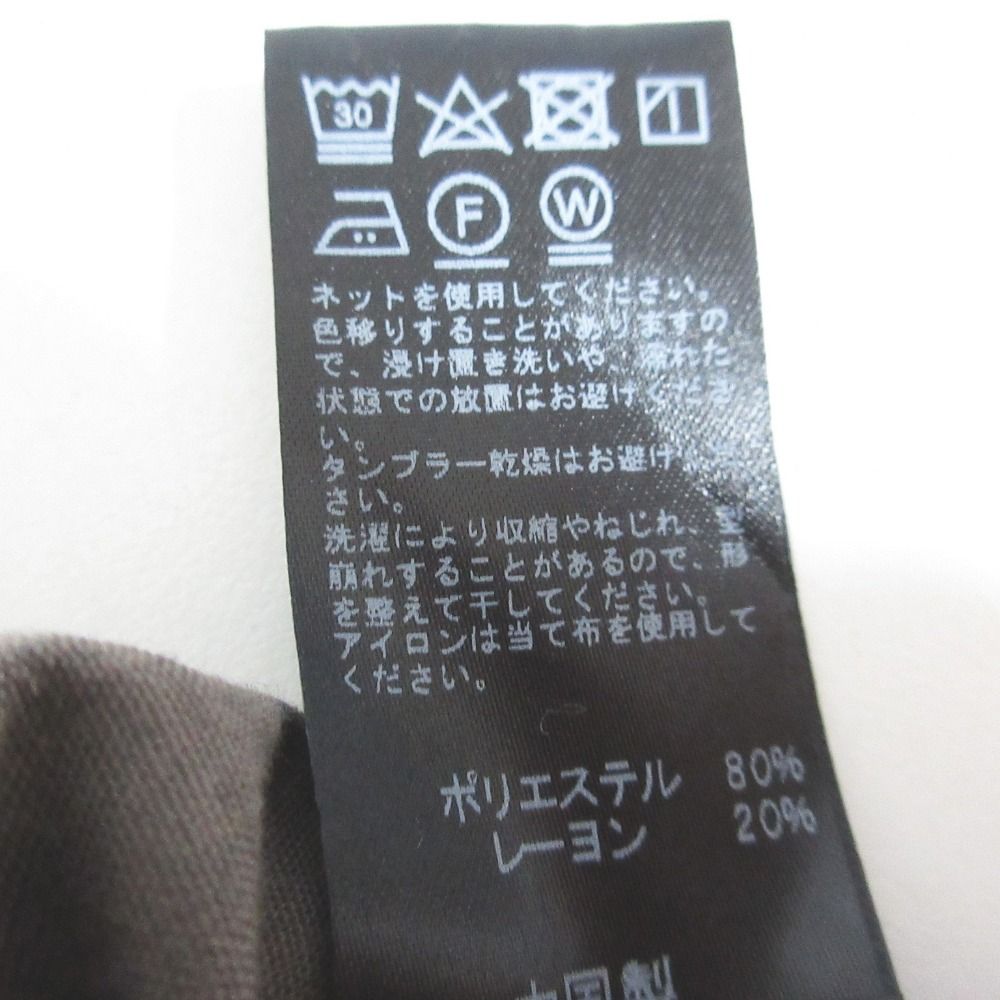 30
F W
ネットを使用してください。
色移りすることがありますの
で、浸け置き洗いや、濡れた
状態での放置はお避けくださ
い。
タンブラー乾燥はお避けくだ
さい。
洗濯により収縮やねじれ、型
崩れすることがあるので、形
を整えて干してください。
アイロンは当て布を使用して
ください。
ポリエステル 80%
レーヨン 20%
中国製